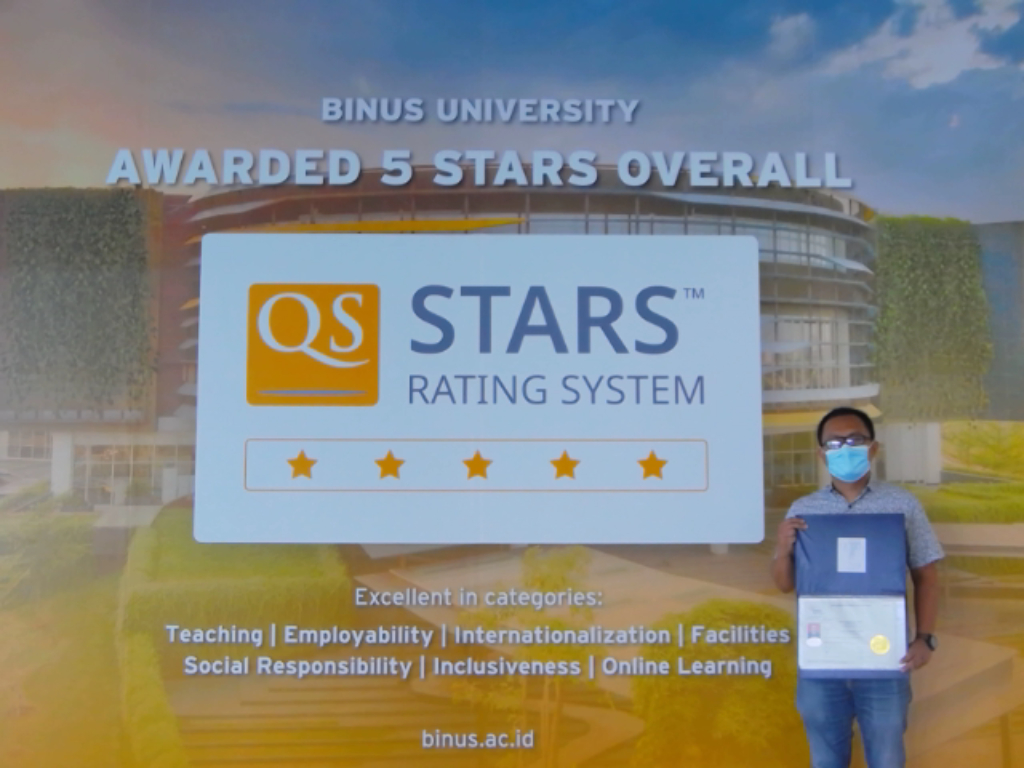 BINUS UNIVERSITY
AWARDED 5 STARS OVERALL
QS
STARS™
RATING SYSTEM
Excellent in categories:
Teaching | Employability | Internationalization | Facilities
Social Responsibility | Inclusiveness | Online Learning
binus.ac.id